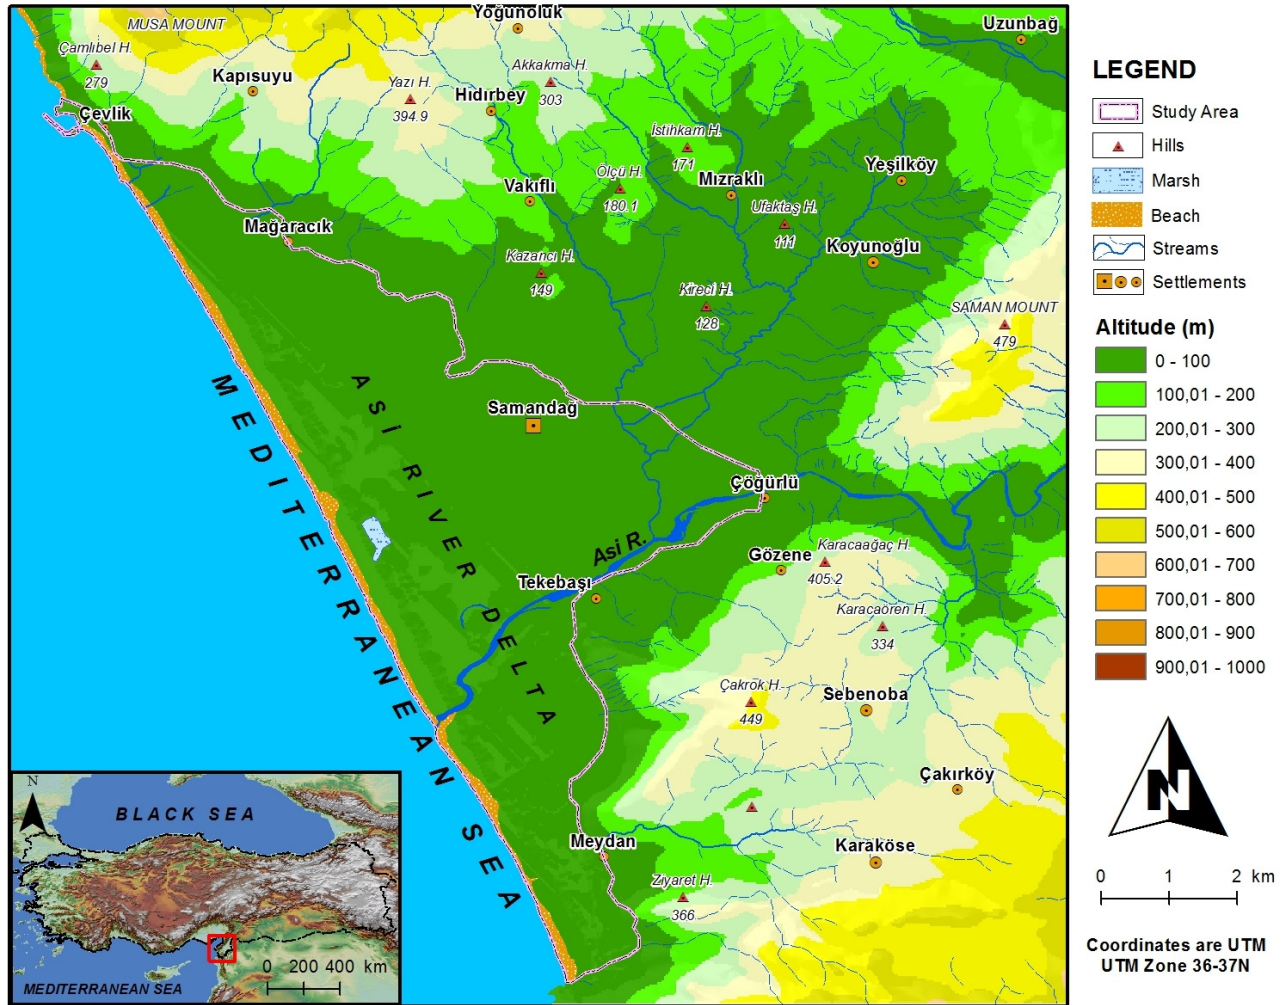 MUSA MOUNT
Yoğunoluk
Uzunbağ
Çamlıbel H.
279
Kapısuyu
Yazı H.
394.9
Akkakma H.
303
Hıdırbey
Çevlik
İstihkam H.
171
Ölçü H.
180.1
Mızraklı
Yeşilköy
Vakıflı
Ufaktaş H.
111
Mağaracık
Koyunoğlu
Kazancı H.
149
Kireci H.
128
SAMAN MOUNT
479
Samandağ
ASİ RIVER DELTA
MEDITERRANEAN SEA
Çöğürlü
Asi R.
Gözene
Karacaağaç H.
405.2
Tekebaşı
Karacaören H.
334
Çakrok H.
449
Sebenoba
Çakırköy
Meydan
Karaköse
Ziyaret H.
366
N
BLACK SEA
0 200 400 km
MEDITERRANEAN SEA
LEGEND
Study Area
Hills
Marsh
Beach
Streams
Settlements
Altitude (m)
0 - 100
100,01 - 200
200,01 - 300
300,01 - 400
400,01 - 500
500,01 - 600
600,01 - 700
700,01 - 800
800,01 - 900
900,01 - 1000
N
0 1 2 km
Coordinates are UTM
UTM Zone 36-37N